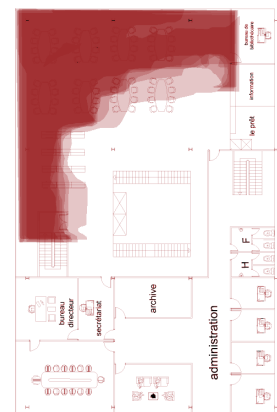 bureau de
bibliothécaire
information
le prêt
F
H
bureau
directeur
secrétariat
archive
administration